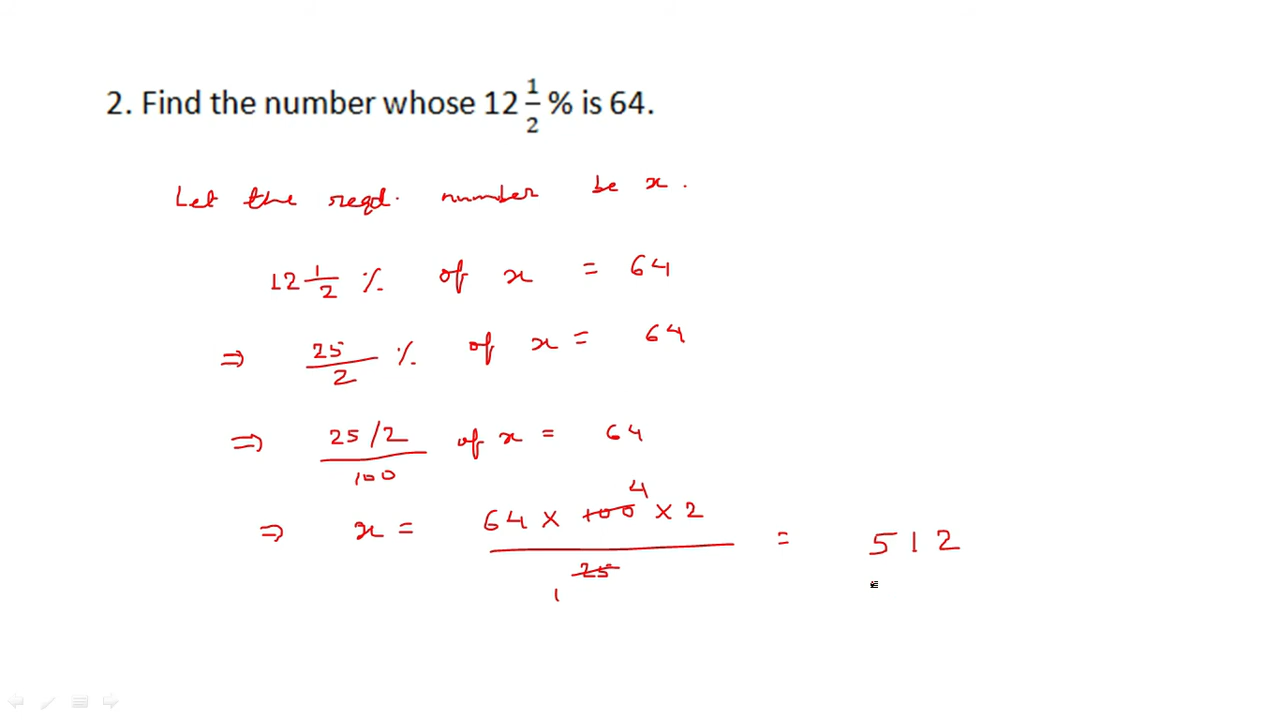 2. Find the number whose 12 1/2 % is 64.
Let the reqd. number be x.
12 1/2 % of x = 64
⇒ 25/2 % of x = 64
⇒ (25/2)/100 of x = 64
⇒ x = (64 × 100 4 × 2)/(25 1) = 512